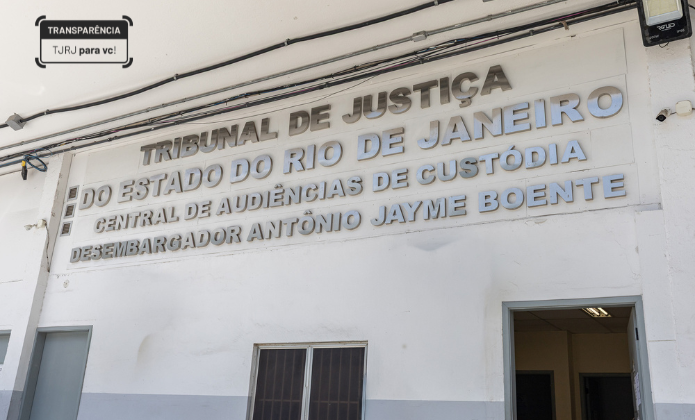 TRANSPARÊNCIA
TJRJ para vc!
TRIBUNAL DE JUSTIÇA
DO ESTADO DO RIO DE JANEIRO
CENTRAL DE AUDIÊNCIAS DE CUSTÓDIA
DESEMBARGADOR ANTÔNIO JAYME BOENTE